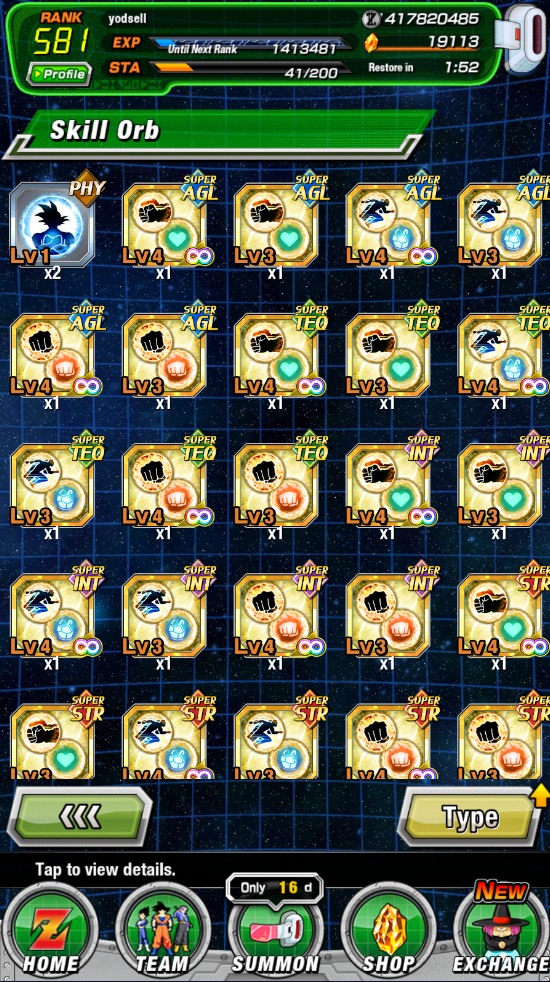 RANK
581
yodsell
417820485
EXP
Until Next Rank 1413481
19113
Profile
STA
41/200
Restore in 1:52
Skill Orb
PHY
Lv1
x2
SUPER AGL
Lv4
x1
SUPER AGL
Lv3
x1
SUPER AGL
Lv4
x1
SUPER AGL
Lv3
x1
SUPER AGL
Lv4
x1
SUPER AGL
Lv3
x1
SUPER TEQ
Lv4
x1
SUPER TEQ
Lv3
x1
SUPER TEQ
Lv4
x1
SUPER TEQ
Lv3
x1
SUPER TEQ
Lv4
x1
SUPER TEQ
Lv3
x1
SUPER INT
Lv4
x1
SUPER INT
Lv3
x1
SUPER INT
Lv4
x1
SUPER INT
Lv3
x1
SUPER INT
Lv4
x1
SUPER INT
Lv3
x1
SUPER STR
Lv4
x1
SUPER STR
Lv3
SUPER STR
Lv4
SUPER STR
Lv3
SUPER STR
Lv4
SUPER STR
Lv3
Type
Tap to view details.
Only 16 d
New
HOME
TEAM
SUMMON
SHOP
EXCHANGE